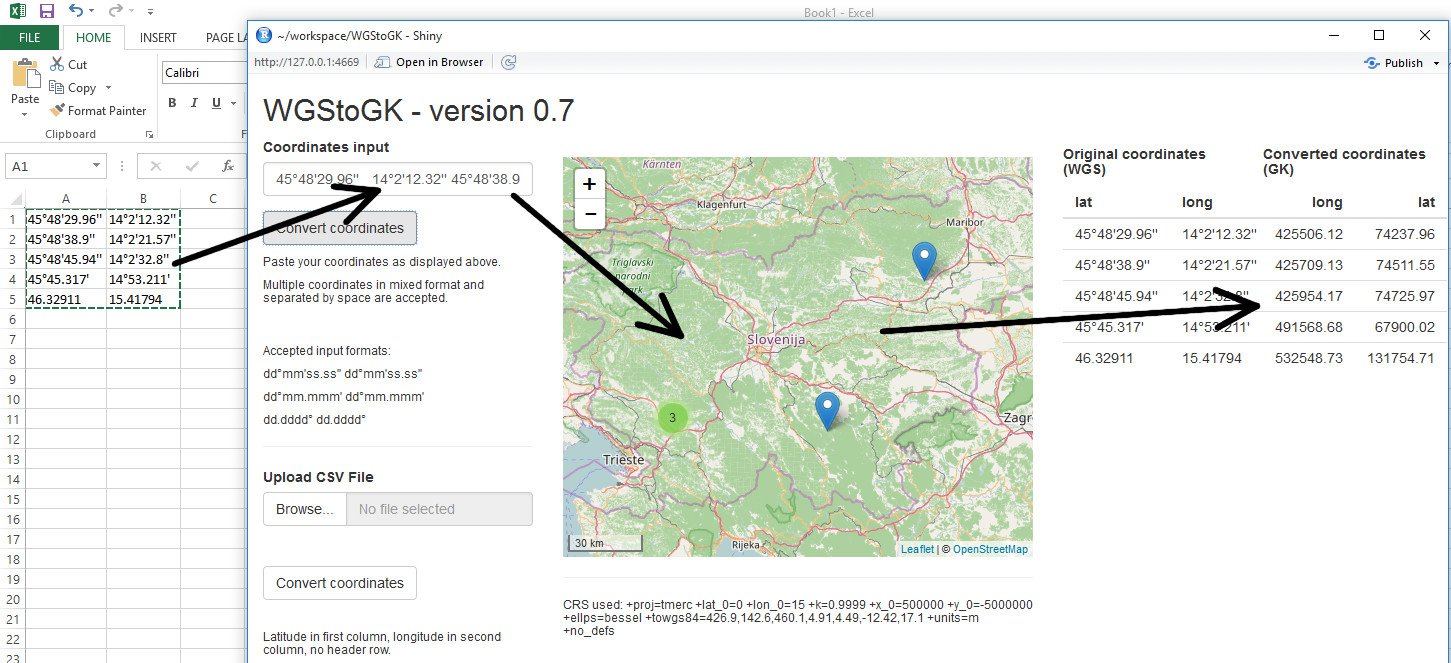 Book1 - Excel
FILE HOME INSERT PAGE LA
Paste
Cut
Copy
Format Painter
Clipboard
Calibri
B I U
F
A1
fx
A B C
1 45°48'29.96" 14°2'12.32"
2 45°48'38.9" 14°2'21.57"
3 45°48'45.94" 14°2'32.8"
4 45°45.317' 14°53.211'
5 46.32911 15.41794
6
7
8
9
10
11
12
13
14
15
16
17
18
19
20
21
22
23
~/workspace/WGStoGK - Shiny
http://127.0.0.1:4669 Open in Browser
Publish
WGStoGK - version 0.7
Coordinates input
45°48'29.96" 14°2'12.32" 45°48'38.9
Convert coordinates
Paste your coordinates as displayed above.
Multiple coordinates in mixed format and
separated by space are accepted.
Accepted input formats:
dd°mm'ss.ss" dd°mm'ss.ss"
dd°mm.mmm' dd°mm.mmm'
dd.dddd° dd.dddd°
Upload CSV File
Browse... No file selected
Convert coordinates
Latitude in first column, longitude in second
column, no header row.
+
−
Kärnten
Klagenfurt
Maribor
Triglavski
narodni
park
Slovenija
3
Zagr
Trieste
Rijeka
30 km
Leaflet | © OpenStreetMap
CRS used: +proj=tmerc +lat_0=0 +lon_0=15 +k=0.9999 +x_0=500000 +y_0=-5000000
+ellps=bessel +towgs84=426.9,142.6,460.1,4.91,4.49,-12.42,17.1 +units=m
+no_defs
Original coordinates
(WGS)
Converted coordinates
(GK)
lat long long lat
45°48'29.96" 14°2'12.32" 425506.12 74237.96
45°48'38.9" 14°2'21.57" 425709.13 74511.55
45°48'45.94" 14°2'32.8" 425954.17 74725.97
45°45.317' 14°53.211' 491568.68 67900.02
46.32911 15.41794 532548.73 131754.71